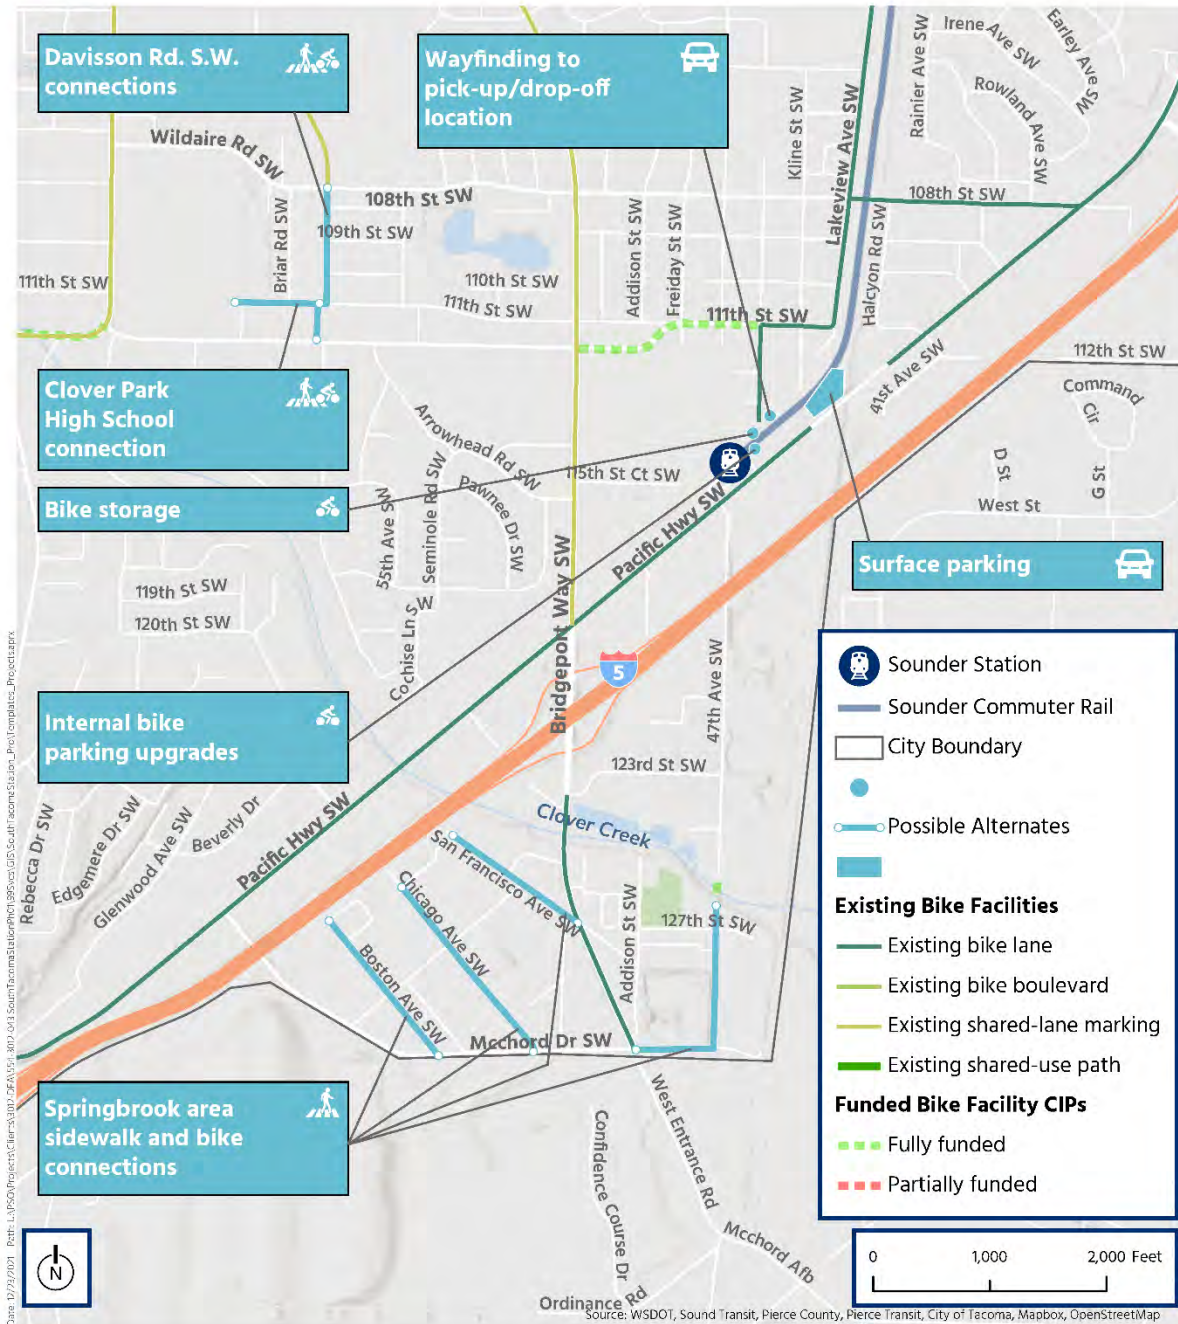 Davisson Rd. S.W.
connections
Wayfinding to
pick-up/drop-off
location
Irene Ave SW
Earley Ave SW
Rainier Ave SW
Rowland Ave SW
Kline St SW
Lakeview Ave SW
Wildaire Rd SW
108th St SW
108th St SW
109th St SW
Briar Rd SW
Addison St SW
Freiday St SW
Halcyon Rd SW
111th St SW
110th St SW
111th St SW
111th St SW
112th St SW
41st Ave SW
Command
Cir
Clover Park
High School
connection
Arrowhead Rd SW
115th St Ct SW
D St
G St
West St
Bike storage
55th Ave SW
Seminole Rd SW
Pawnee Dr SW
Pacific Hwy SW
Surface parking
119th St SW
120th St SW
Cochise Ln SW
Bridgeport Way SW
5
47th Ave SW
Internal bike
parking upgrades
123rd St SW
Clover Creek
Rebecca Dr SW
Edgemere Dr SW
Glenwood Ave SW
Beverly Dr
Pacific Hwy SW
San Francisco Ave SW
Chicago Ave SW
Boston Ave SW
Addison St SW
127th St SW
Mcchord Dr SW
Springbrook area
sidewalk and bike
connections
West Entrance Rd
Confidence Course Dr
Mcchord Afb
Ordinance Rd
Sounder Station
Sounder Commuter Rail
City Boundary
Possible Alternates
Existing Bike Facilities
Existing bike lane
Existing bike boulevard
Existing shared-lane marking
Existing shared-use path
Funded Bike Facility CIPs
Fully funded
Partially funded
N
0 1,000 2,000 Feet
Source: WSDOT, Sound Transit, Pierce County, Pierce Transit, City of Tacoma, Mapbox, OpenStreetMap
Date: 12/23/2021